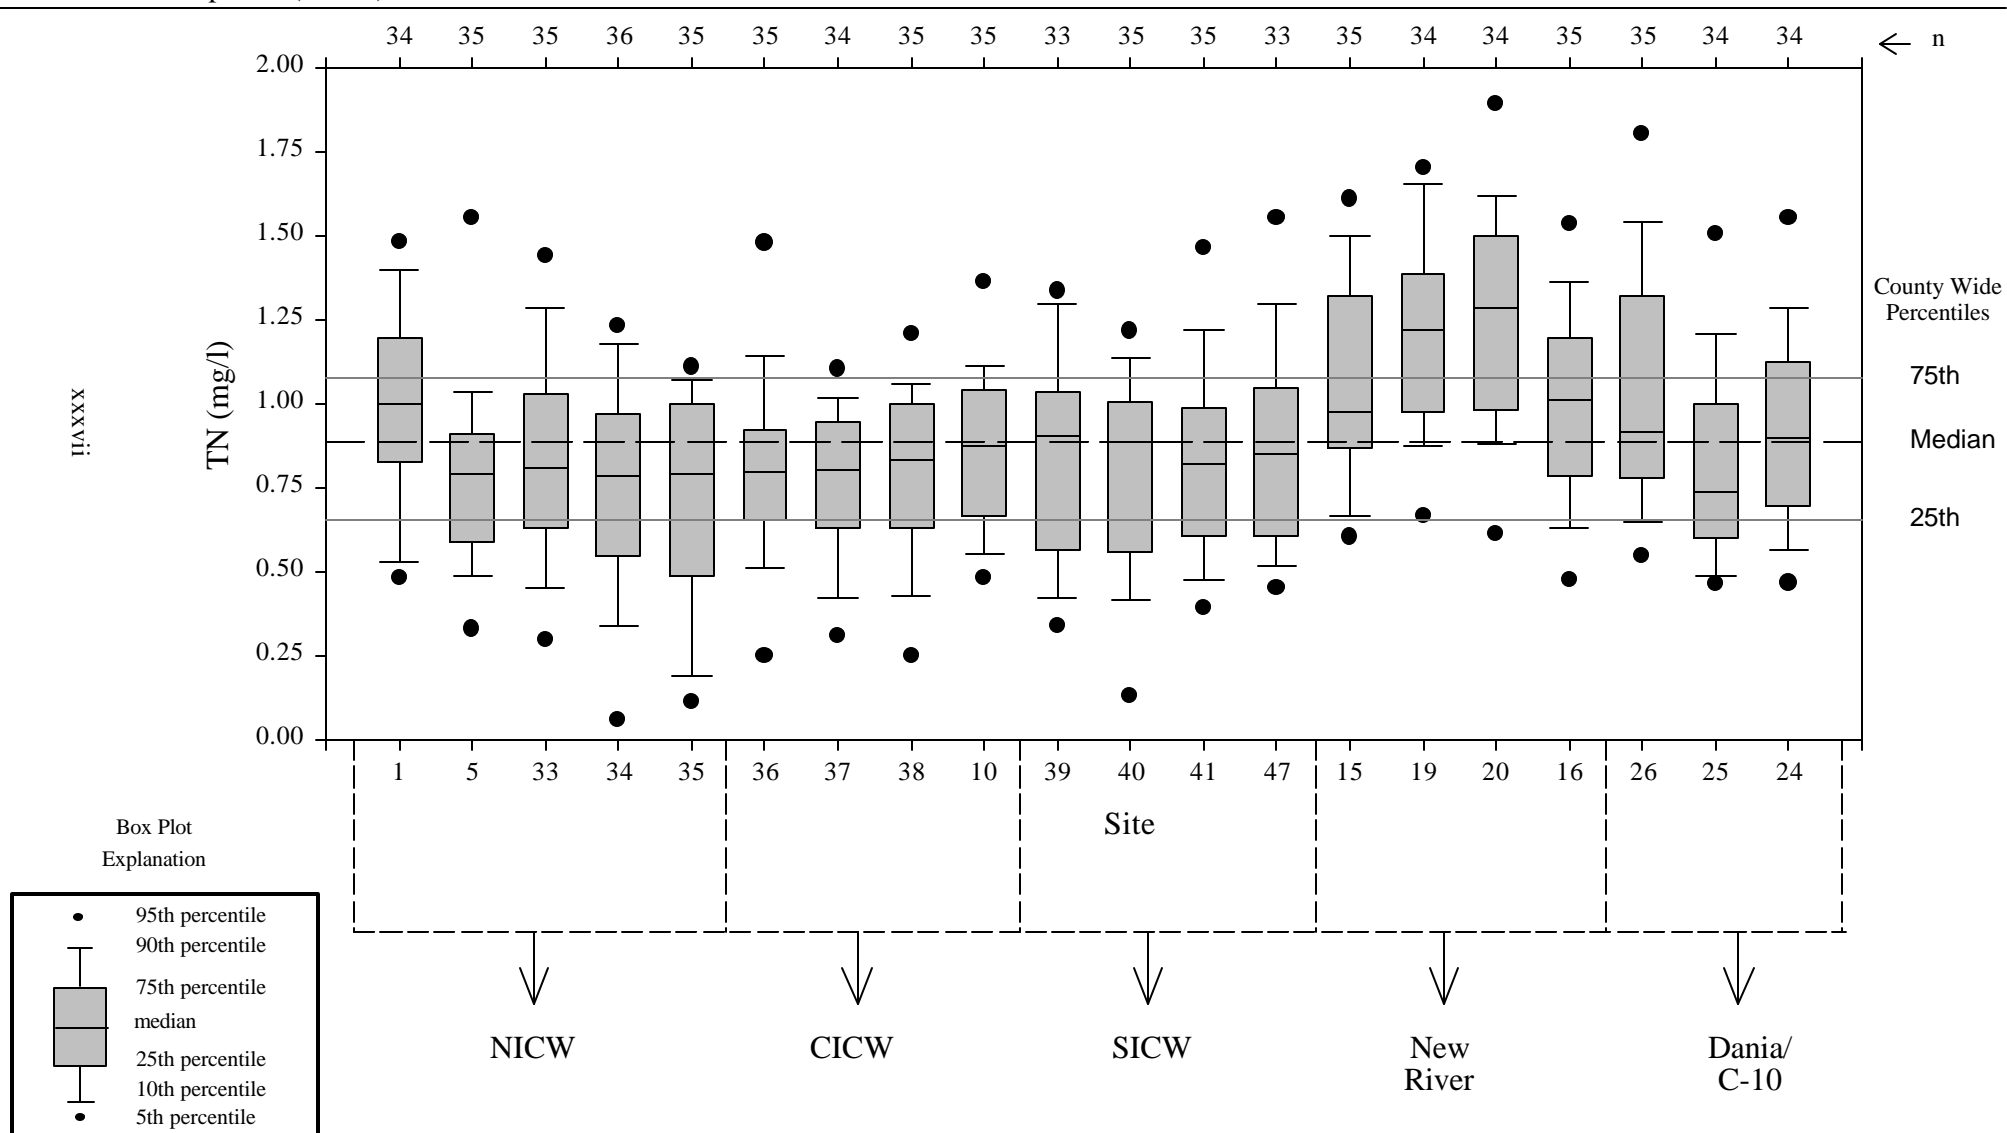 34 35 35 36 35 35 34 35 35 33 35 35 33 35 34 34 35 35 34 34 n
2.00
1.75
1.50
1.25
1.00
0.75
0.50
0.25
0.00
TN (mg/l)
xxxvii
County Wide
Percentiles
75th
Median
25th
1 5 33 34 35 36 37 38 10 39 40 41 47 15 19 20 16 26 25 24
Site
NICW
CICW
SICW
New
River
Dania/
C-10
Box Plot
Explanation
95th percentile
90th percentile
75th percentile
median
25th percentile
10th percentile
5th percentile